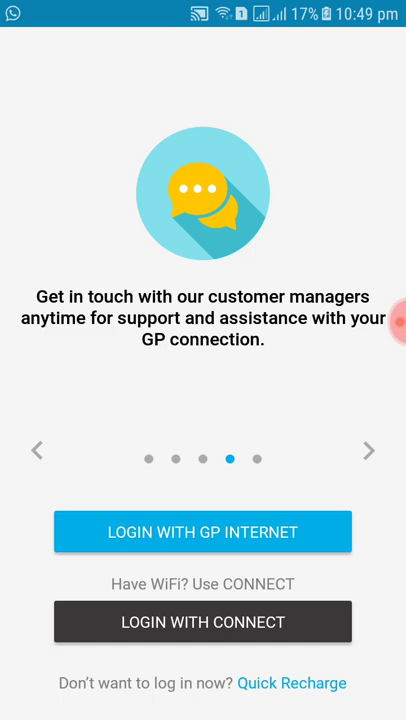 1 17% 10:49 pm
Get in touch with our customer managers
anytime for support and assistance with your
GP connection.
LOGIN WITH GP INTERNET
Have WiFi? Use CONNECT
LOGIN WITH CONNECT
Don't want to log in now? Quick Recharge